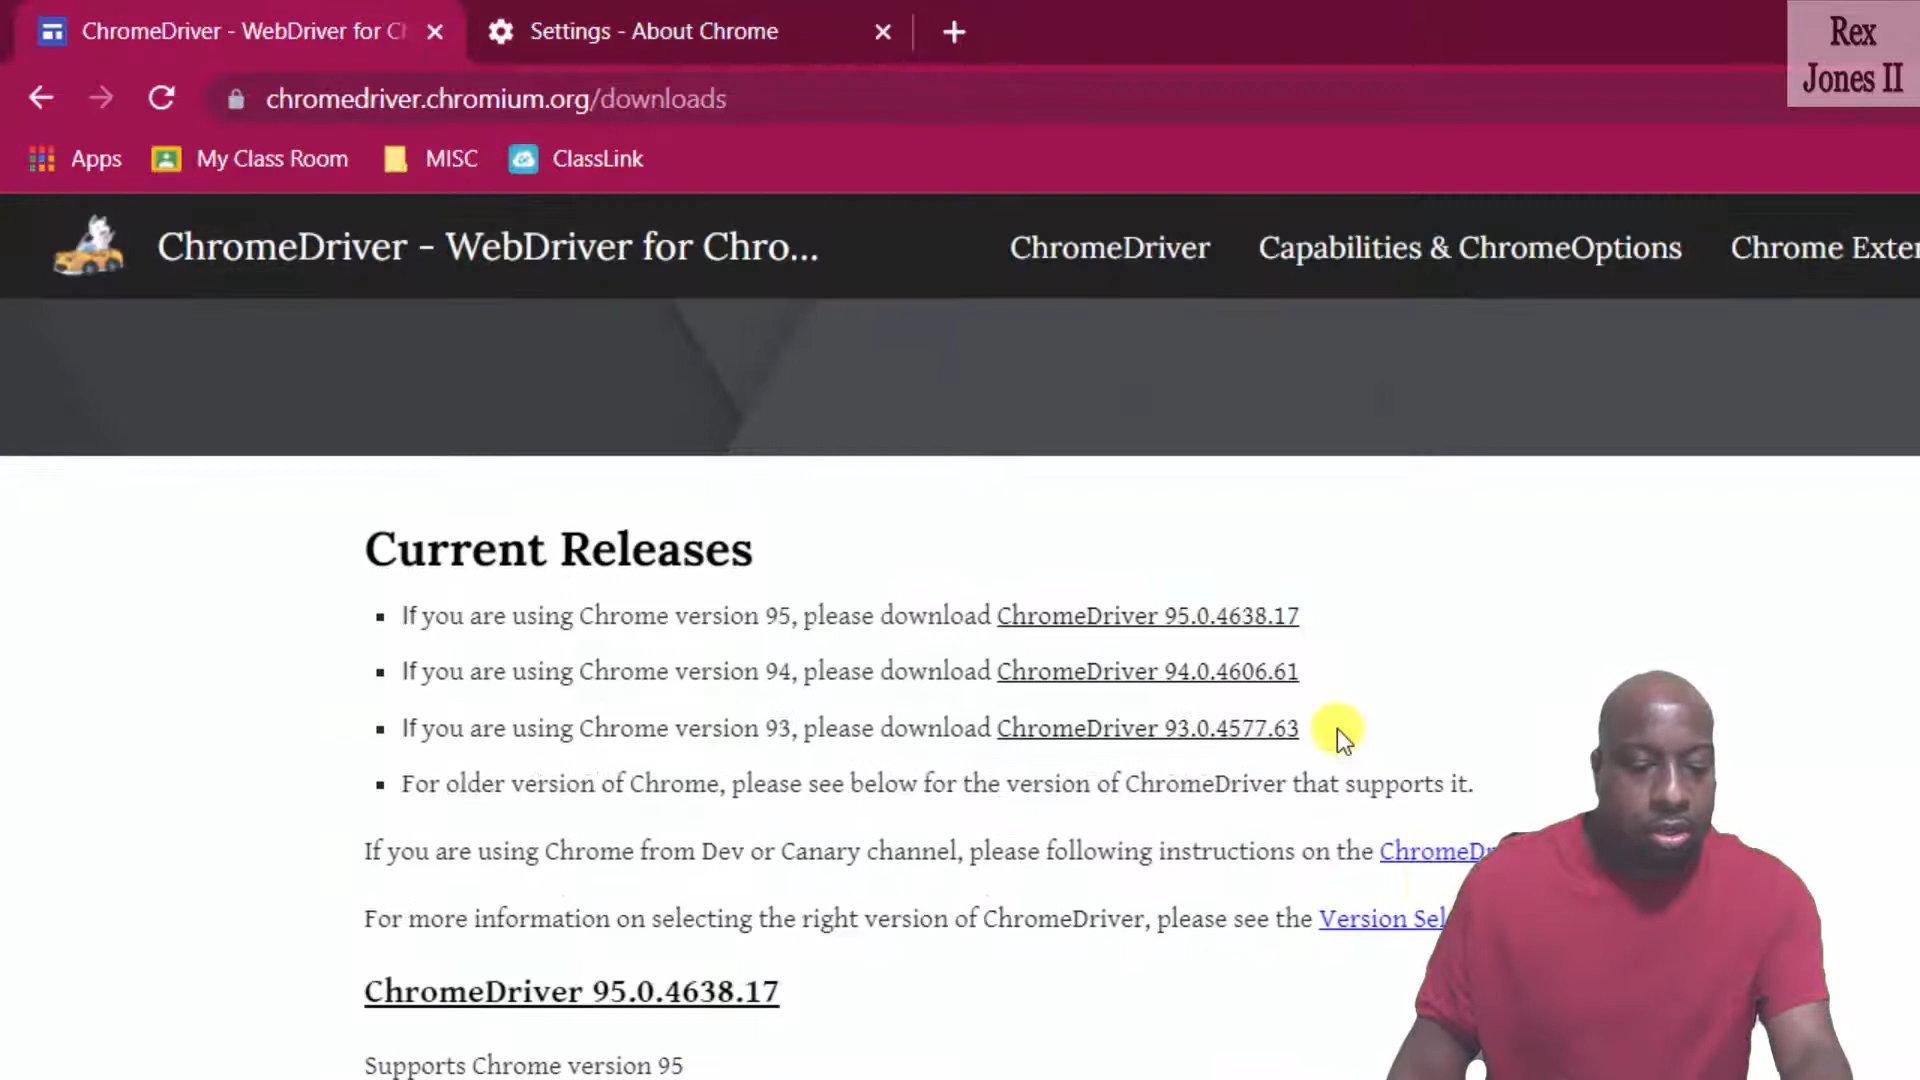 ChromeDriver - WebDriver for C
Settings - About Chrome
Rex
Jones II
chromedriver.chromium.org/downloads
Apps
My Class Room
MISC
ClassLink
ChromeDriver - WebDriver for Chro...
ChromeDriver
Capabilities & ChromeOptions
Chrome Exte
Current Releases
If you are using Chrome version 95, please download ChromeDriver 95.0.4638.17
If you are using Chrome version 94, please download ChromeDriver 94.0.4606.61
If you are using Chrome version 93, please download ChromeDriver 93.0.4577.63
For older version of Chrome, please see below for the version of ChromeDriver that supports it.
If you are using Chrome from Dev or Canary channel, please following instructions on the ChromeD
For more information on selecting the right version of ChromeDriver, please see the Version Sel
ChromeDriver 95.0.4638.17
Supports Chrome version 95